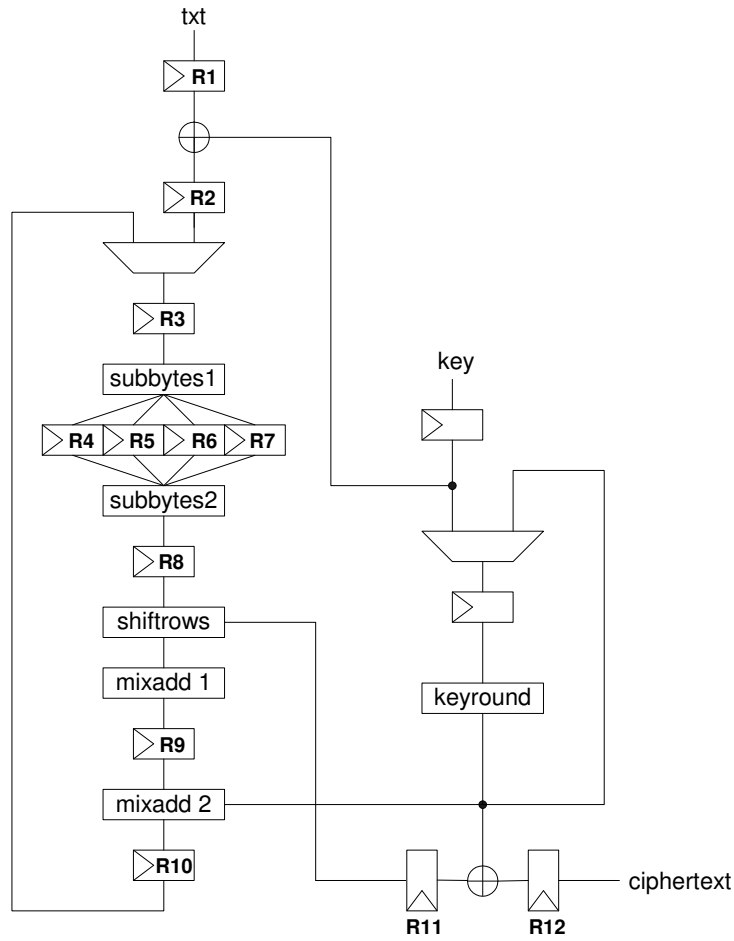 txt
R1
R2
R3
subbytes1
key
R4 R5 R6 R7
subbytes2
R8
shiftrows
mixadd 1
keyround
R9
mixadd 2
R10
ciphertext
R11 R12